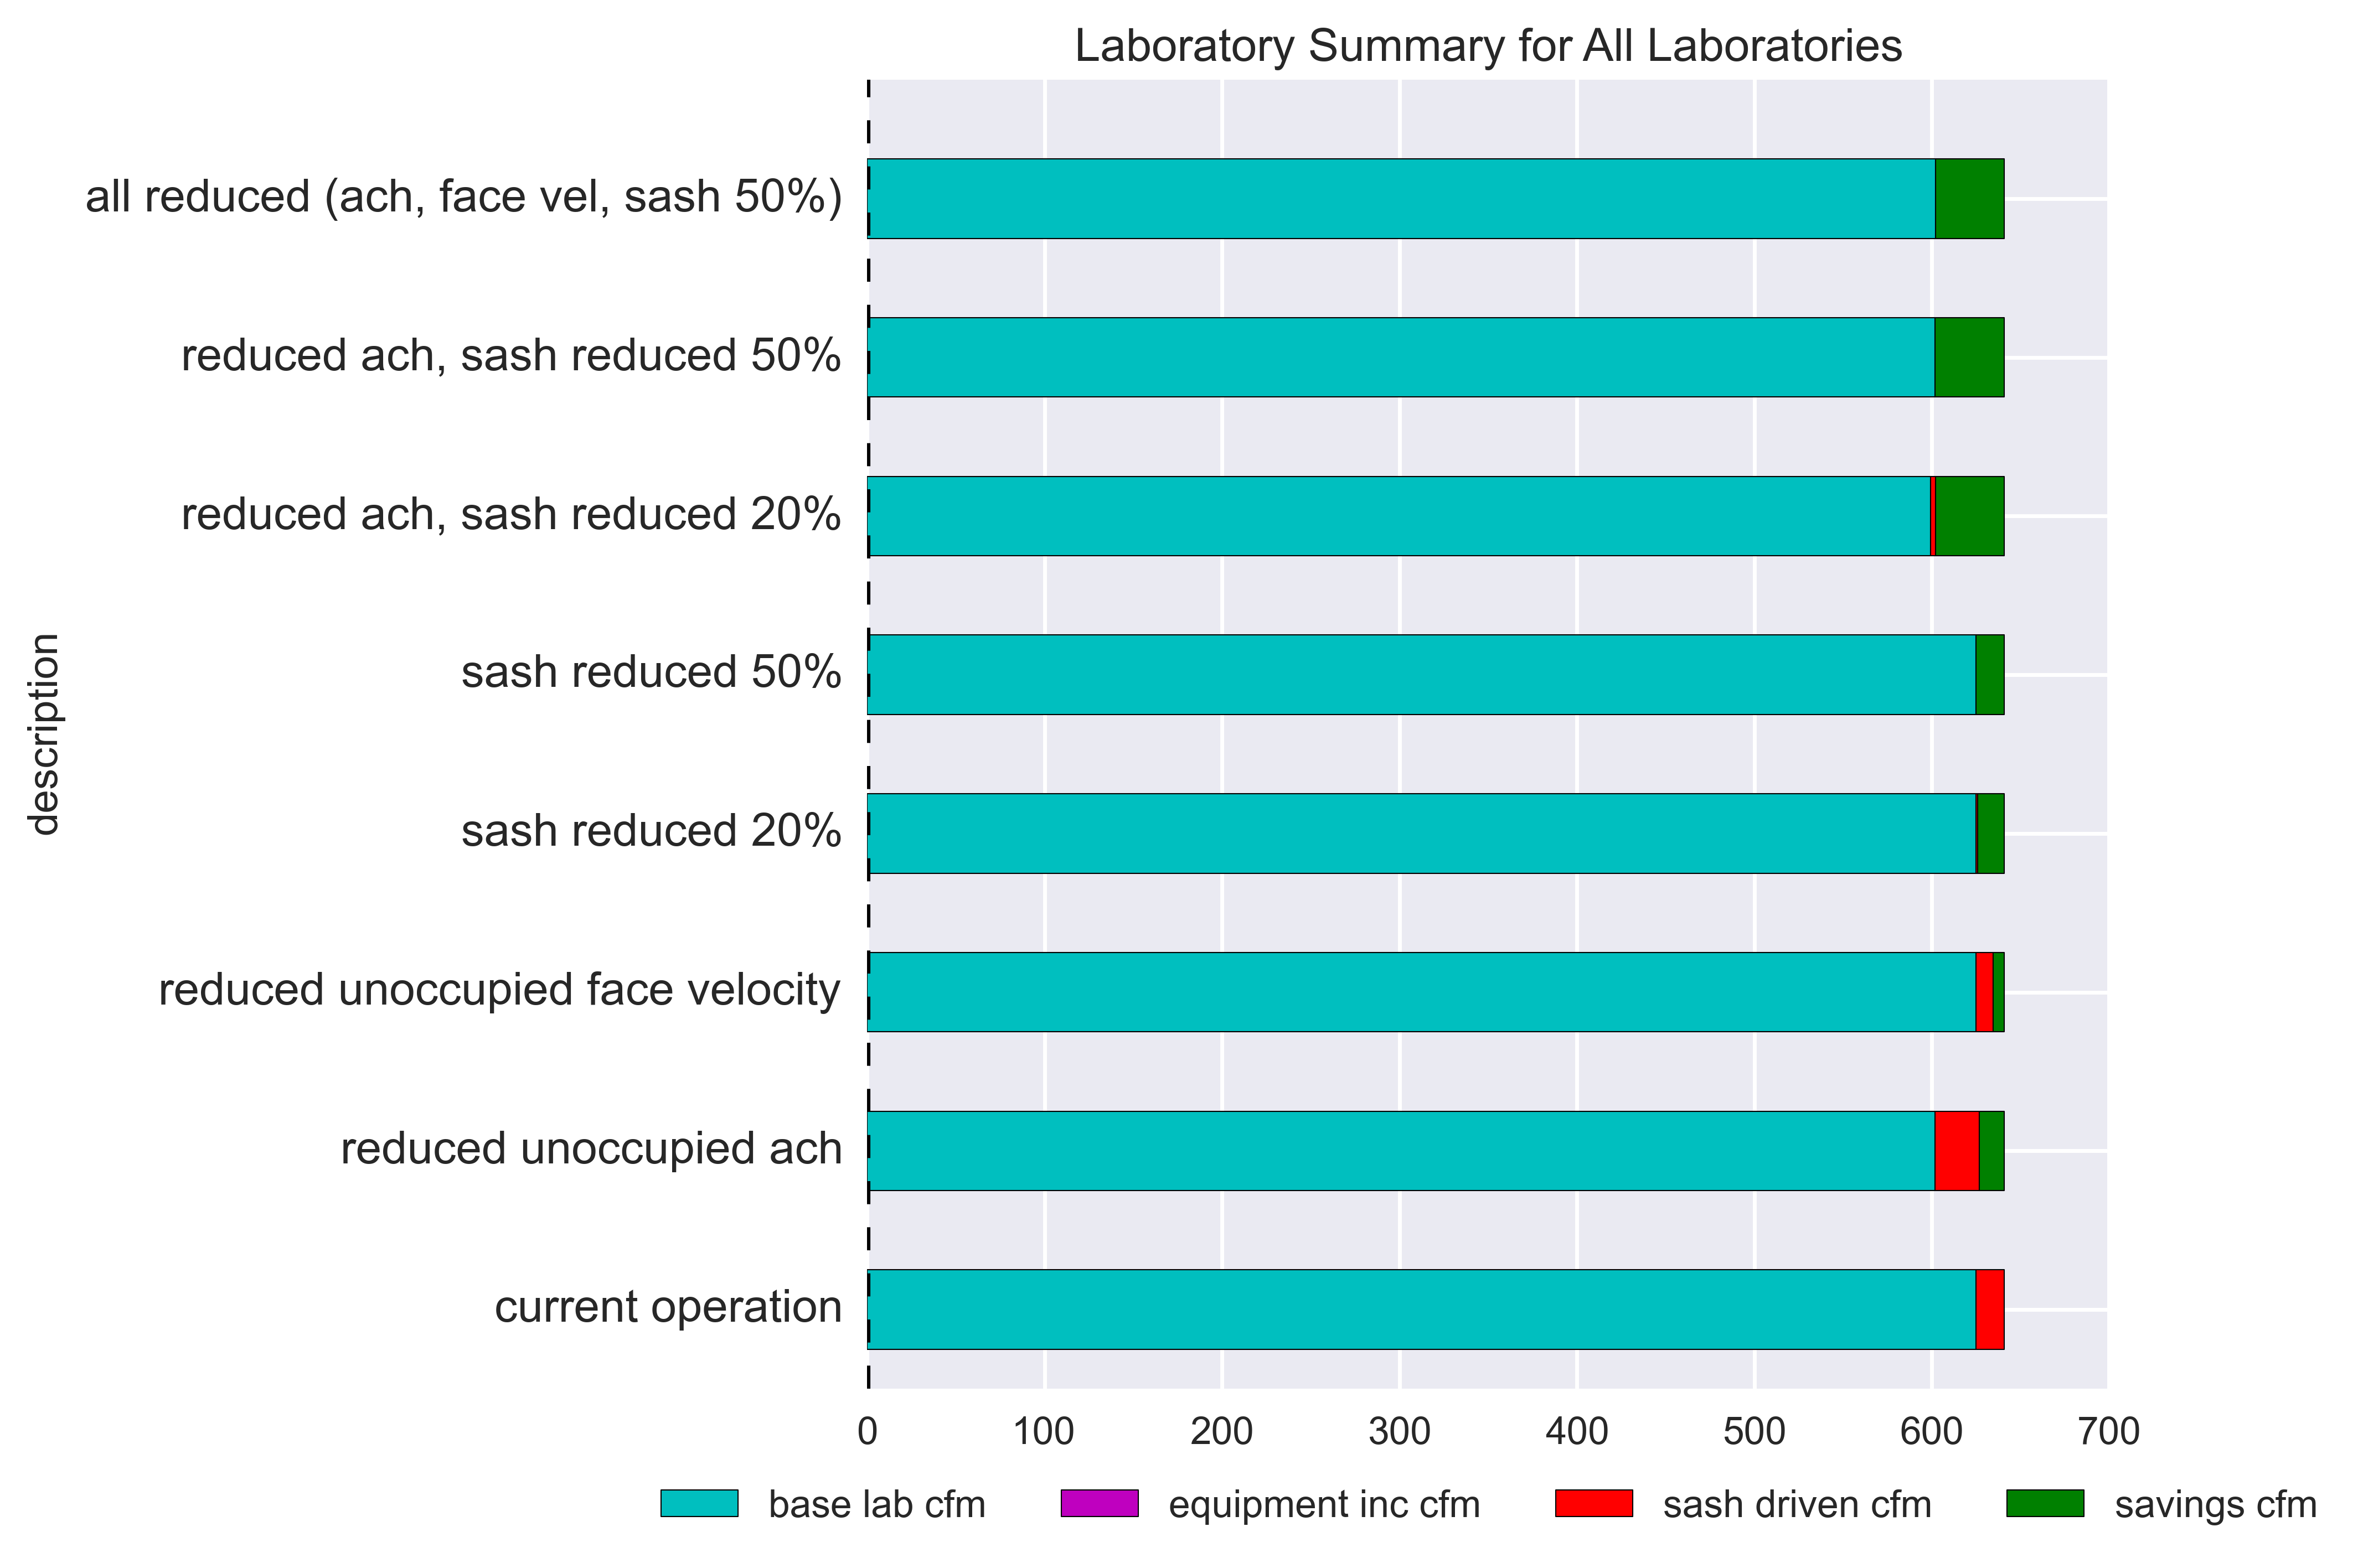 Laboratory Summary for All Laboratories
all reduced (ach, face vel, sash 50%)
reduced ach, sash reduced 50%
reduced ach, sash reduced 20%
sash reduced 50%
sash reduced 20%
reduced unoccupied face velocity
reduced unoccupied ach
current operation
description
0 100 200 300 400 500 600 700
base lab cfm equipment inc cfm sash driven cfm savings cfm